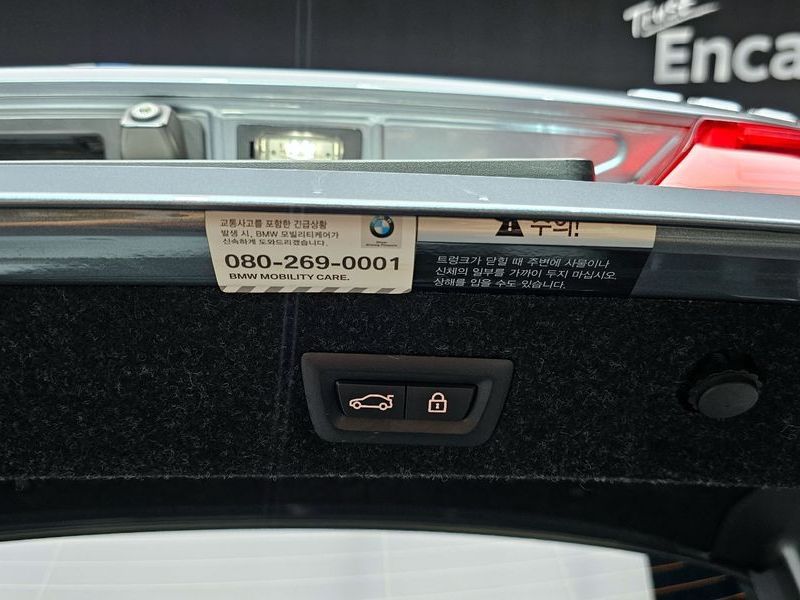 Enca
교통사고를 포함한 긴급상황
발생 시, BMW 모빌리티케어가
신속하게 도와드리겠습니다.
080-269-0001
BMW MOBILITY CARE.
주의!
트렁크가 닫힐 때 주변에 사물이나
신체의 일부를 가까이 두지 마십시오.
상해를 입을 수도 있습니다.